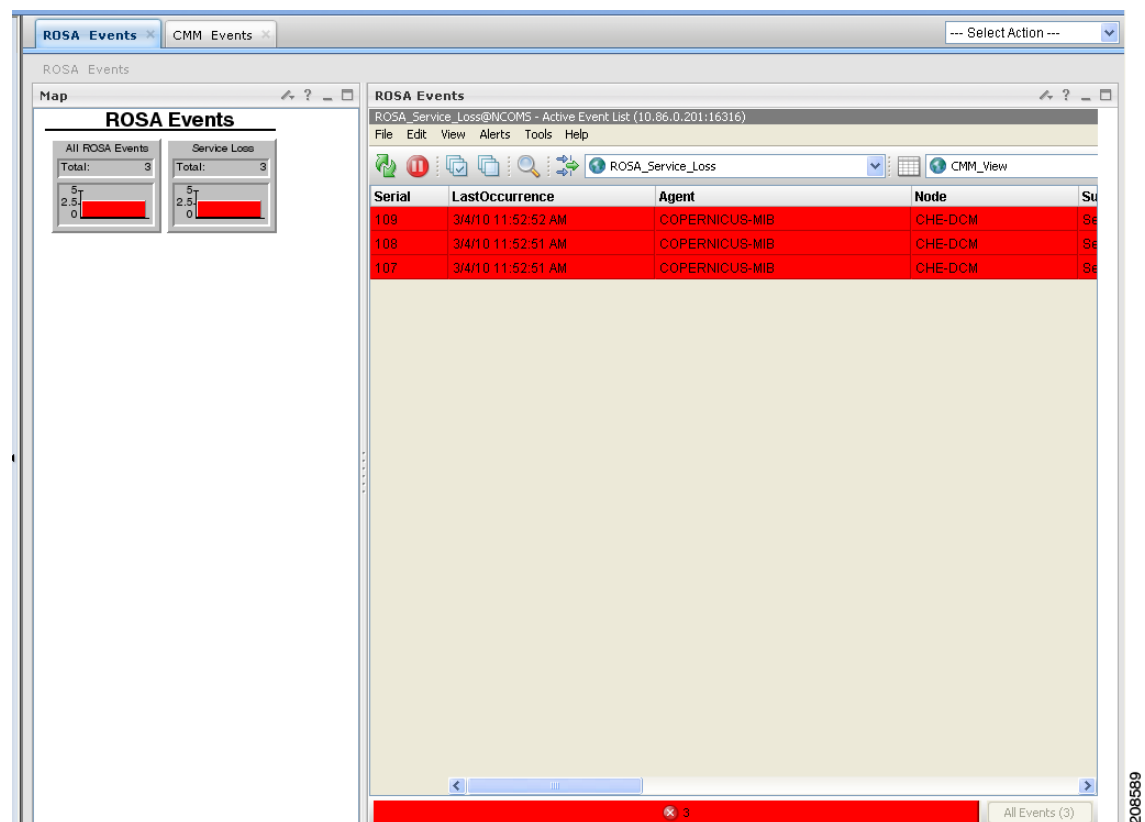 ROSA Events CMM Events --- Select Action ---
ROSA Events
Map ?
ROSA Events
All ROSA Events Service Loss
Total: 3 Total: 3
5 5
2.5 2.5
0 0
ROSA Events ?
ROSA_Service_Loss@NCOMS - Active Event List (10.86.0.201:16316)
File Edit View Alerts Tools Help
ROSA_Service_Loss CMM_View
Serial LastOccurrence Agent Node Su
109 3/4/10 11:52:52 AM COPERNICUS-MIB CHE-DCM Se
108 3/4/10 11:52:51 AM COPERNICUS-MIB CHE-DCM Se
107 3/4/10 11:52:51 AM COPERNICUS-MIB CHE-DCM Se
3 All Events (3)
208589